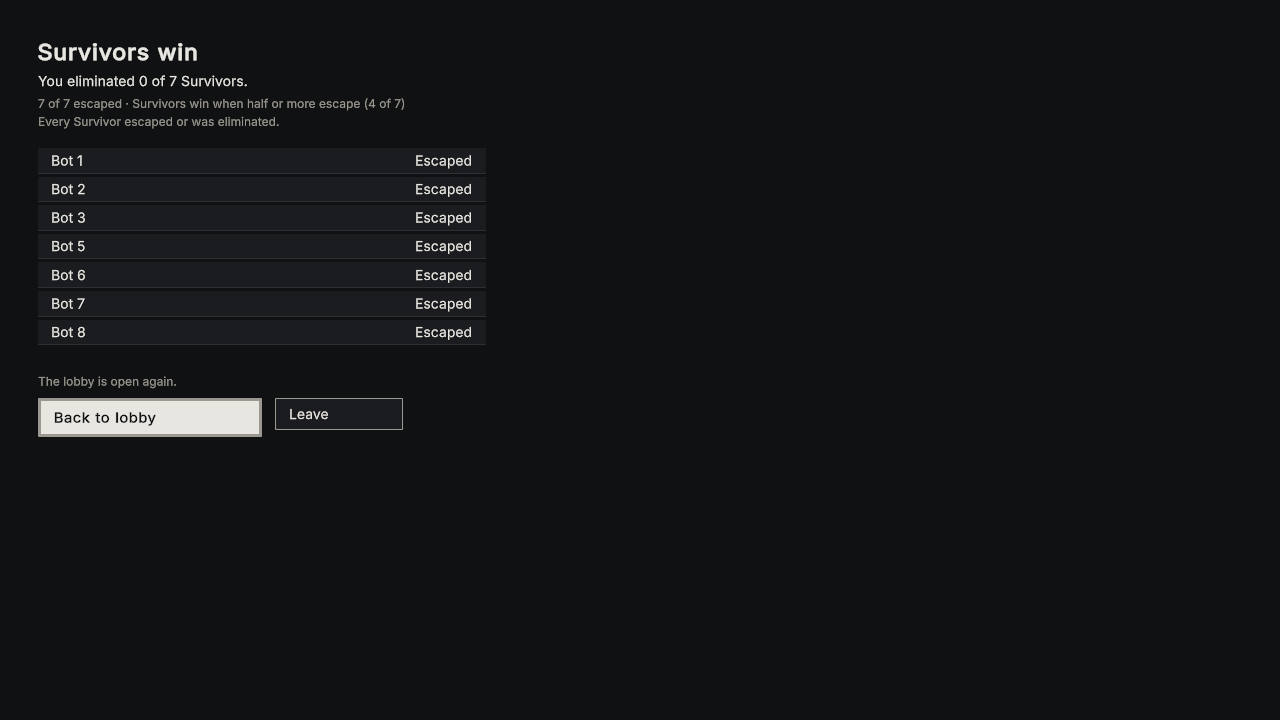 Survivors win
You eliminated 0 of 7 Survivors.
7 of 7 escaped · Survivors win when half or more escape (4 of 7)
Every Survivor escaped or was eliminated.
Bot 1 Escaped
Bot 2 Escaped
Bot 3 Escaped
Bot 5 Escaped
Bot 6 Escaped
Bot 7 Escaped
Bot 8 Escaped
The lobby is open again.
Back to lobby Leave